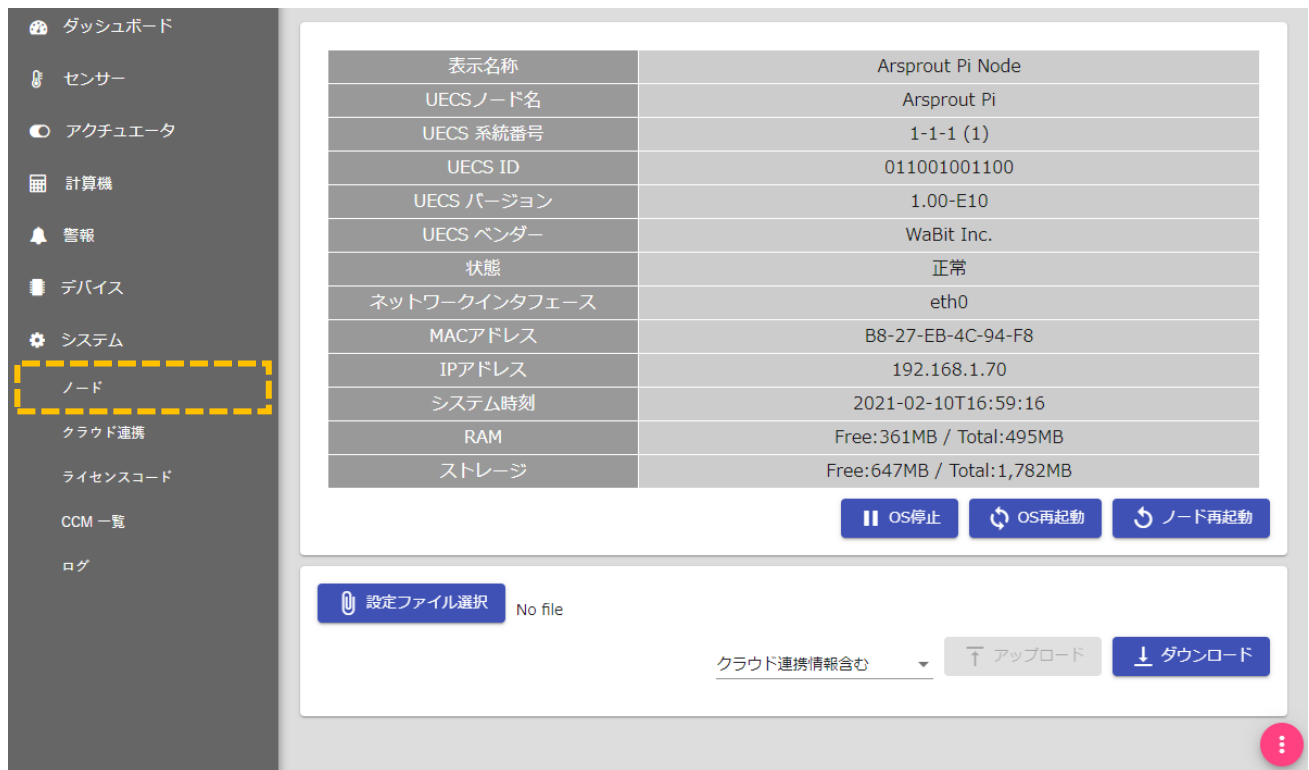 ダッシュボード
センサー
アクチュエータ
計算機
警報
デバイス
システム
ノード
クラウド連携
ライセンスコード
CCM 一覧
ログ
表示名称 Arsprout Pi Node
UECSノード名 Arsprout Pi
UECS 系統番号 1-1-1 (1)
UECS ID 011001001100
UECS バージョン 1.00-E10
UECS ベンダー WaBit Inc.
状態 正常
ネットワークインタフェース eth0
MACアドレス B8-27-EB-4C-94-F8
IPアドレス 192.168.1.70
システム時刻 2021-02-10T16:59:16
RAM Free:361MB / Total:495MB
ストレージ Free:647MB / Total:1,782MB
OS停止 OS再起動 ノード再起動
設定ファイル選択 No file
クラウド連携情報含む アップロード ダウンロード